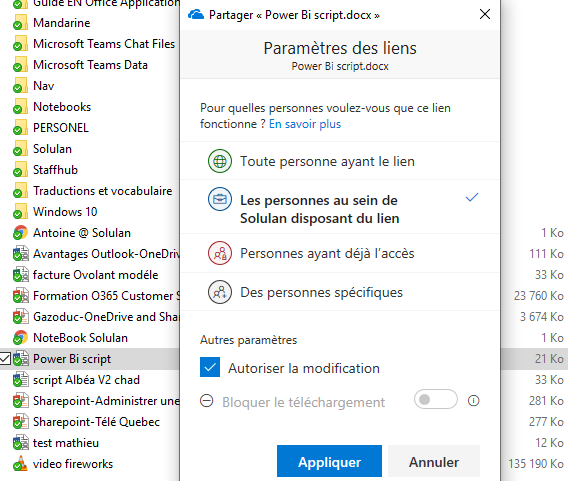 Guide EN Office Application
Mandarine
Microsoft Teams Chat Files
Microsoft Teams Data
Nav
Notebooks
PERSONEL
Solulan
Staffhub
Traductions et vocabulaire
Windows 10
Antoine @ Solulan
1 Ko
Avantages Outlook-OneDriv
111 Ko
facture Ovolant modéle
33 Ko
Formation O365 Customer S
23 760 Ko
Gazoduc-OneDrive and Shar
3 674 Ko
NoteBook Solulan
1 Ko
Power Bi script
21 Ko
script Albéa V2 chad
33 Ko
Sharepoint-Administrer une
281 Ko
Sharepoint-Télé Quebec
277 Ko
test mathieu
12 Ko
video fireworks
135 190 Ko
Partager « Power Bi script.docx »
Paramètres des liens
Power Bi script.docx
Pour quelles personnes voulez-vous que ce lien
fonctionne ? En savoir plus
Toute personne ayant le lien
Les personnes au sein de
Solulan disposant du lien
Personnes ayant déjà l'accès
Des personnes spécifiques
Autres paramètres
Autoriser la modification
Bloquer le téléchargement
Appliquer
Annuler